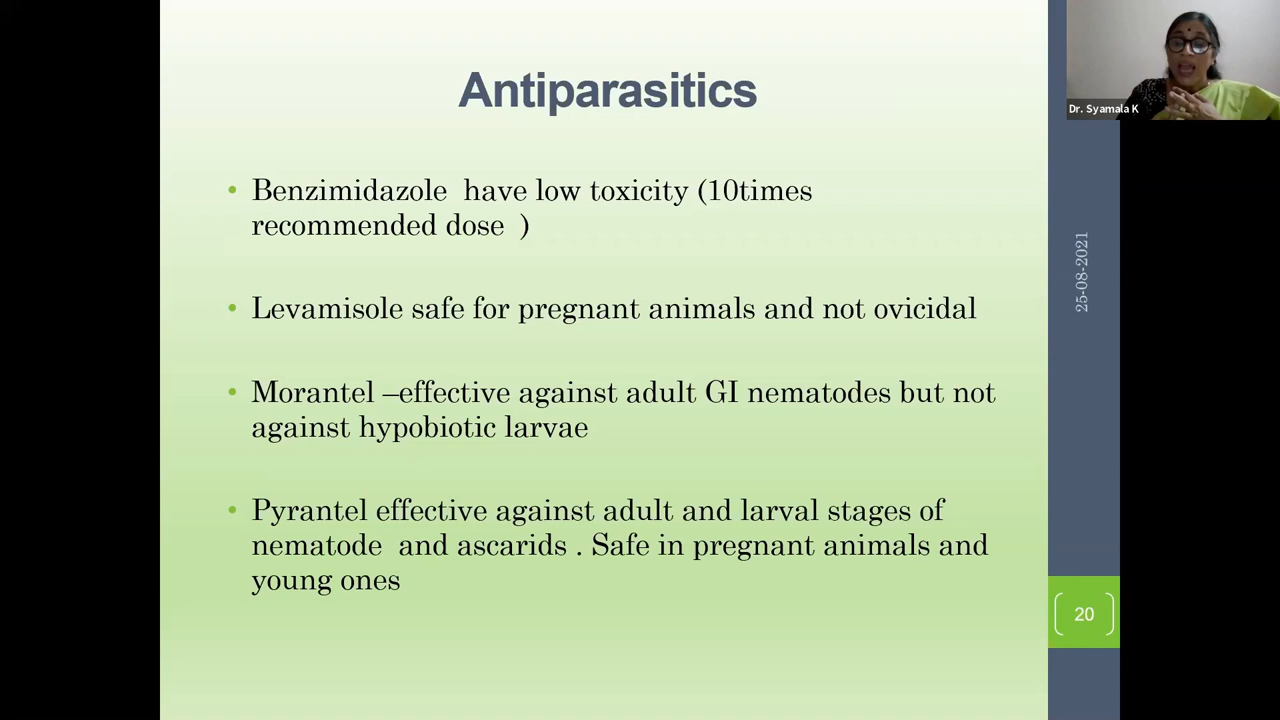 Antiparasitics
• Benzimidazole  have low toxicity (10times
recommended dose  )
• Levamisole safe for pregnant animals and not ovicidal
• Morantel –effective against adult GI nematodes but not
against hypobiotic larvae
• Pyrantel effective against adult and larval stages of
nematode  and ascarids . Safe in pregnant animals and
young ones
Dr. Syamala K
25-08-2021
20